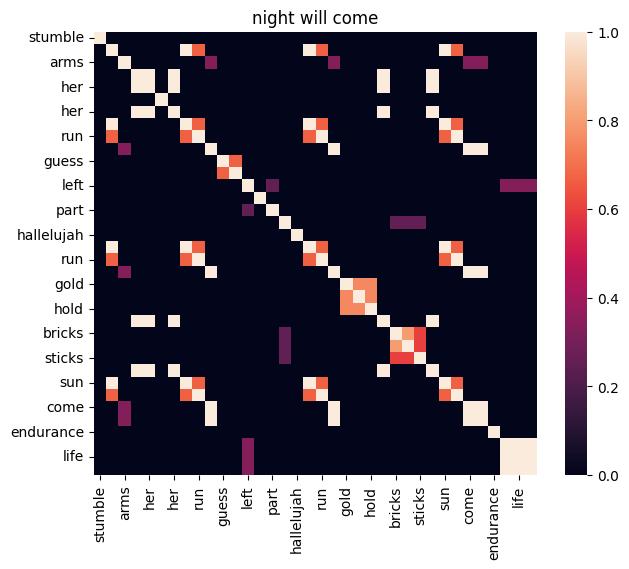 night will come
stumble
arms
her
her
run
guess
left
part
hallelujah
run
gold
hold
bricks
sticks
sun
come
endurance
life
stumble
arms
her
her
run
guess
left
part
hallelujah
run
gold
hold
bricks
sticks
sun
come
endurance
life
1.0
0.8
0.6
0.4
0.2
0.0